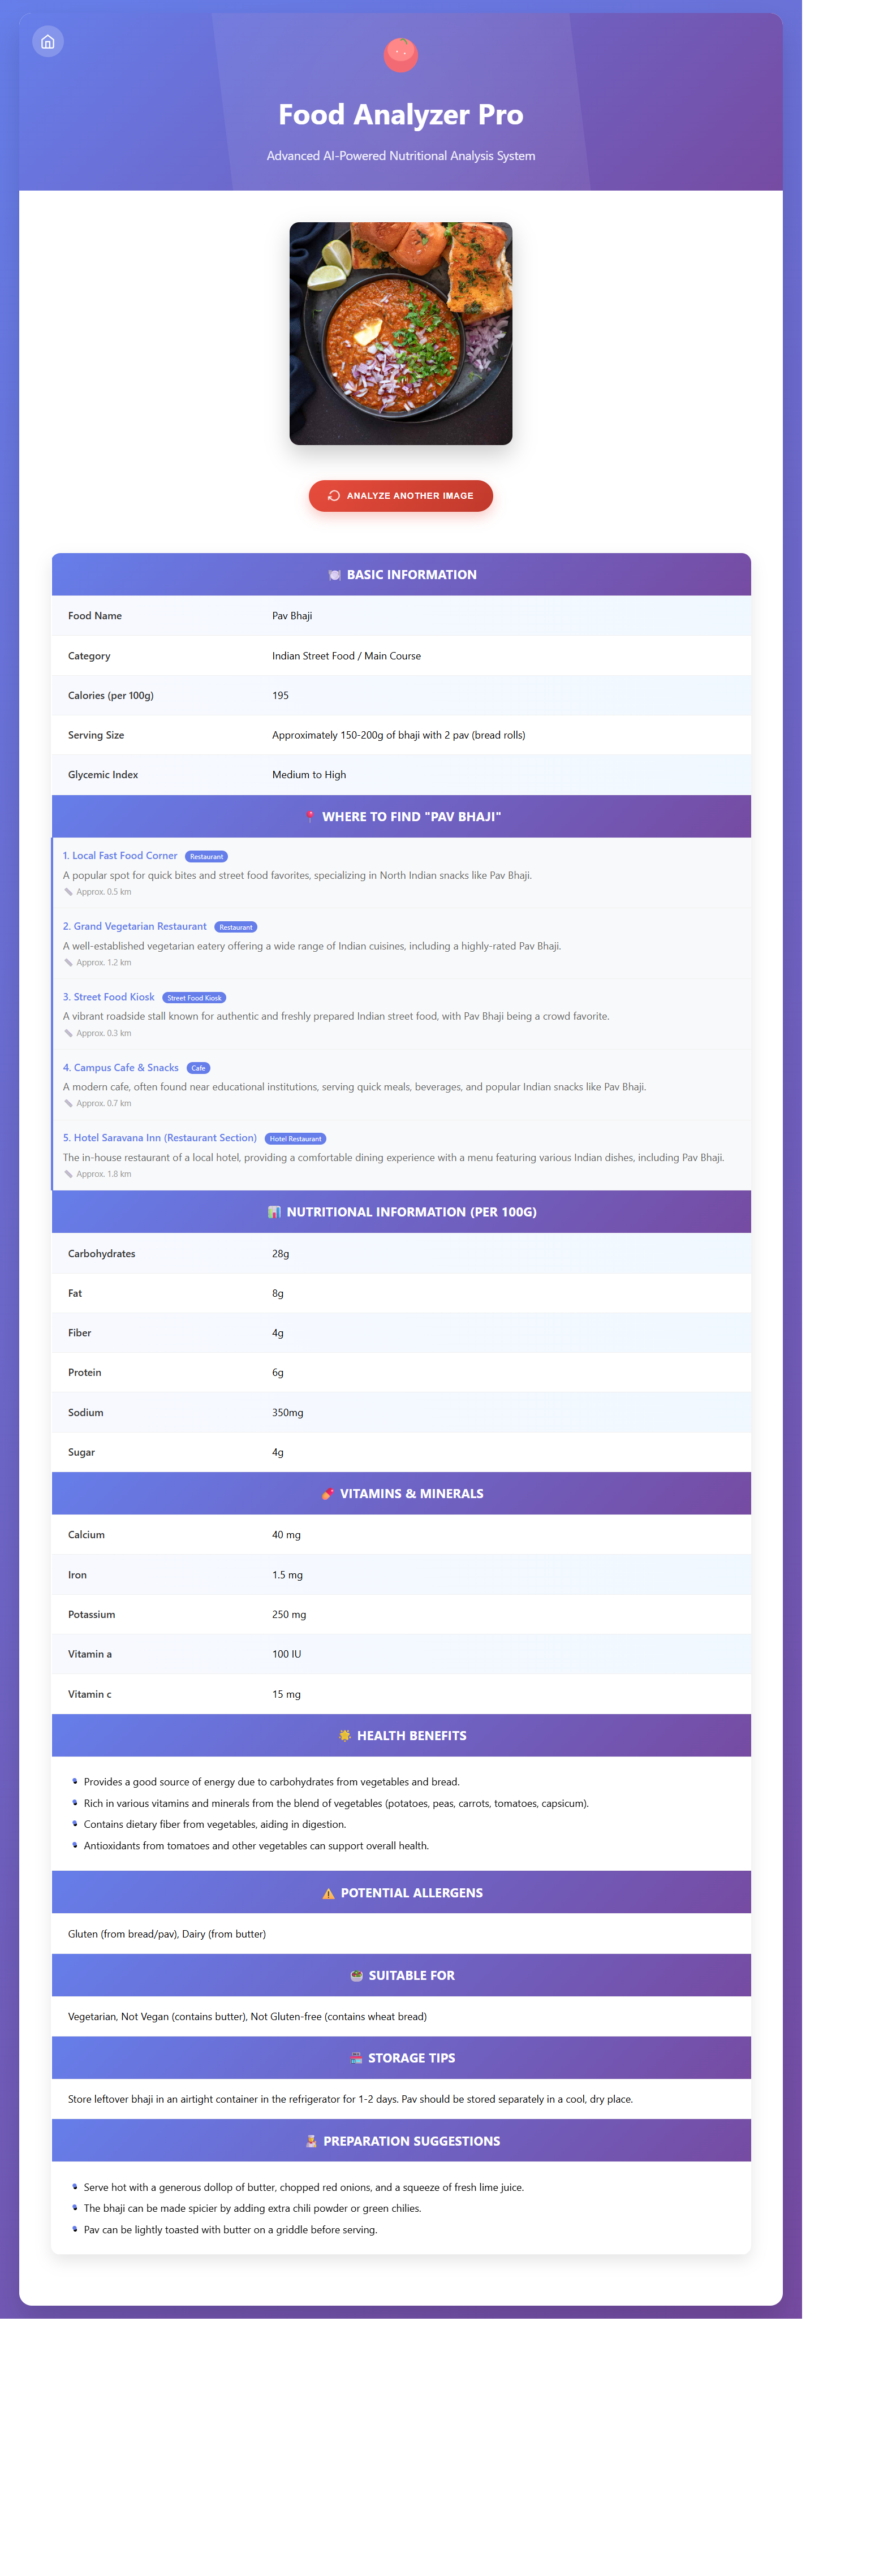 Food Analyzer Pro
Advanced AI-Powered Nutritional Analysis System
ANALYZE ANOTHER IMAGE
BASIC INFORMATION
Food Name Pav Bhaji
Category Indian Street Food / Main Course
Calories (per 100g) 195
Serving Size Approximately 150-200g of bhaji with 2 pav (bread rolls)
Glycemic Index Medium to High
WHERE TO FIND "PAV BHAJI"
1. Local Fast Food Corner Restaurant
A popular spot for quick bites and street food favorites, specializing in North Indian snacks like Pav Bhaji.
Approx. 0.5 km
2. Grand Vegetarian Restaurant Restaurant
A well-established vegetarian eatery offering a wide range of Indian cuisines, including a highly-rated Pav Bhaji.
Approx. 1.2 km
3. Street Food Kiosk Street Food Kiosk
A vibrant roadside stall known for authentic and freshly prepared Indian street food, with Pav Bhaji being a crowd favorite.
Approx. 0.3 km
4. Campus Cafe & Snacks Cafe
A modern cafe, often found near educational institutions, serving quick meals, beverages, and popular Indian snacks like Pav Bhaji.
Approx. 0.7 km
5. Hotel Saravana Inn (Restaurant Section) Hotel Restaurant
The in-house restaurant of a local hotel, providing a comfortable dining experience with a menu featuring various Indian dishes, including Pav Bhaji.
Approx. 1.8 km
NUTRITIONAL INFORMATION (PER 100G)
Carbohydrates 28g
Fat 8g
Fiber 4g
Protein 6g
Sodium 350mg
Sugar 4g
VITAMINS & MINERALS
Calcium 40 mg
Iron 1.5 mg
Potassium 250 mg
Vitamin a 100 IU
Vitamin c 15 mg
HEALTH BENEFITS
Provides a good source of energy due to carbohydrates from vegetables and bread.
Rich in various vitamins and minerals from the blend of vegetables (potatoes, peas, carrots, tomatoes, capsicum).
Contains dietary fiber from vegetables, aiding in digestion.
Antioxidants from tomatoes and other vegetables can support overall health.
POTENTIAL ALLERGENS
Gluten (from bread/pav), Dairy (from butter)
SUITABLE FOR
Vegetarian, Not Vegan (contains butter), Not Gluten-free (contains wheat bread)
STORAGE TIPS
Store leftover bhaji in an airtight container in the refrigerator for 1-2 days. Pav should be stored separately in a cool, dry place.
PREPARATION SUGGESTIONS
Serve hot with a generous dollop of butter, chopped red onions, and a squeeze of fresh lime juice.
The bhaji can be made spicier by adding extra chili powder or green chilies.
Pav can be lightly toasted with butter on a griddle before serving.